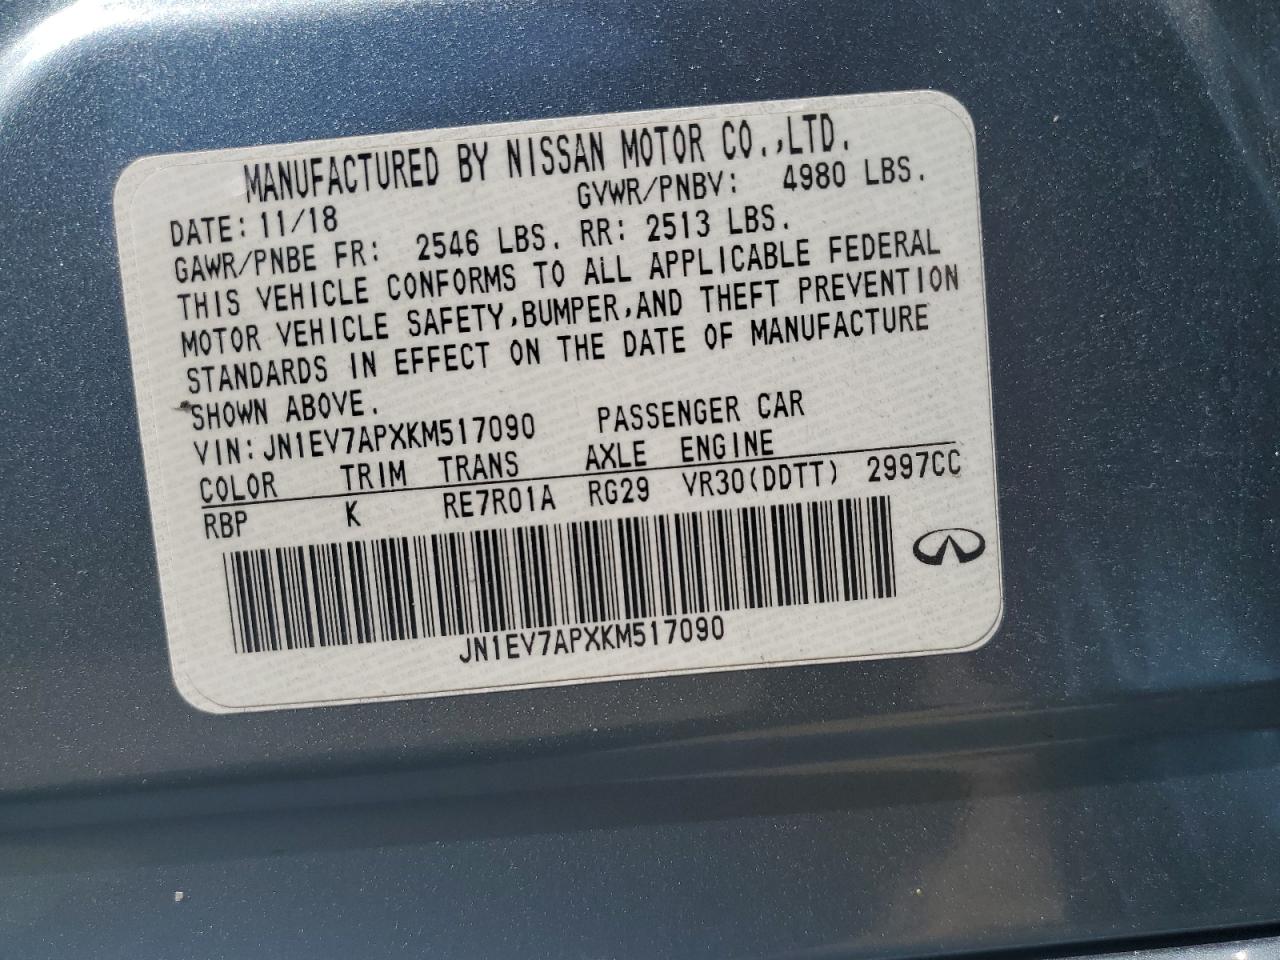 MANUFACTURED BY NISSAN MOTOR CO.,LTD.
DATE: 11/18 GVWR/PNBV: 4980 LBS.
GAWR/PNBE FR: 2546 LBS. RR: 2513 LBS.
THIS VEHICLE CONFORMS TO ALL APPLICABLE FEDERAL
MOTOR VEHICLE SAFETY,BUMPER,AND THEFT PREVENTION
STANDARDS IN EFFECT ON THE DATE OF MANUFACTURE
SHOWN ABOVE.
VIN:JN1EV7APXKM517090 PASSENGER CAR
COLOR TRIM TRANS AXLE ENGINE
RBP K RE7R01A RG29 VR30(DDTT) 2997CC
JN1EV7APXKM517090